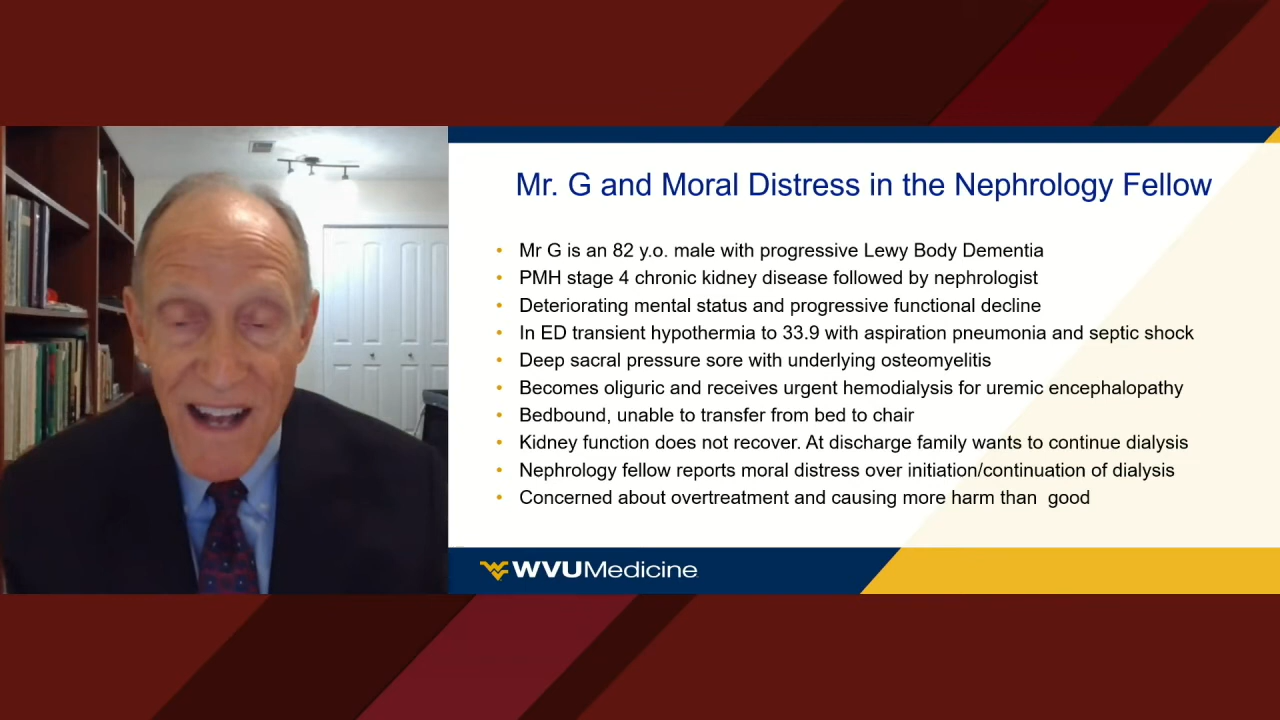 Mr. G and Moral Distress in the Nephrology Fellow
• Mr G is an 82 y.o. male with progressive Lewy Body Dementia
• PMH stage 4 chronic kidney disease followed by nephrologist
• Deteriorating mental status and progressive functional decline
• In ED transient hypothermia to 33.9 with aspiration pneumonia and septic shock
• Deep sacral pressure sore with underlying osteomyelitis
• Becomes oliguric and receives urgent hemodialysis for uremic encephalopathy
• Bedbound, unable to transfer from bed to chair
• Kidney function does not recover. At discharge family wants to continue dialysis
• Nephrology fellow reports moral distress over initiation/continuation of dialysis
• Concerned about overtreatment and causing more harm than good
WVUMedicine